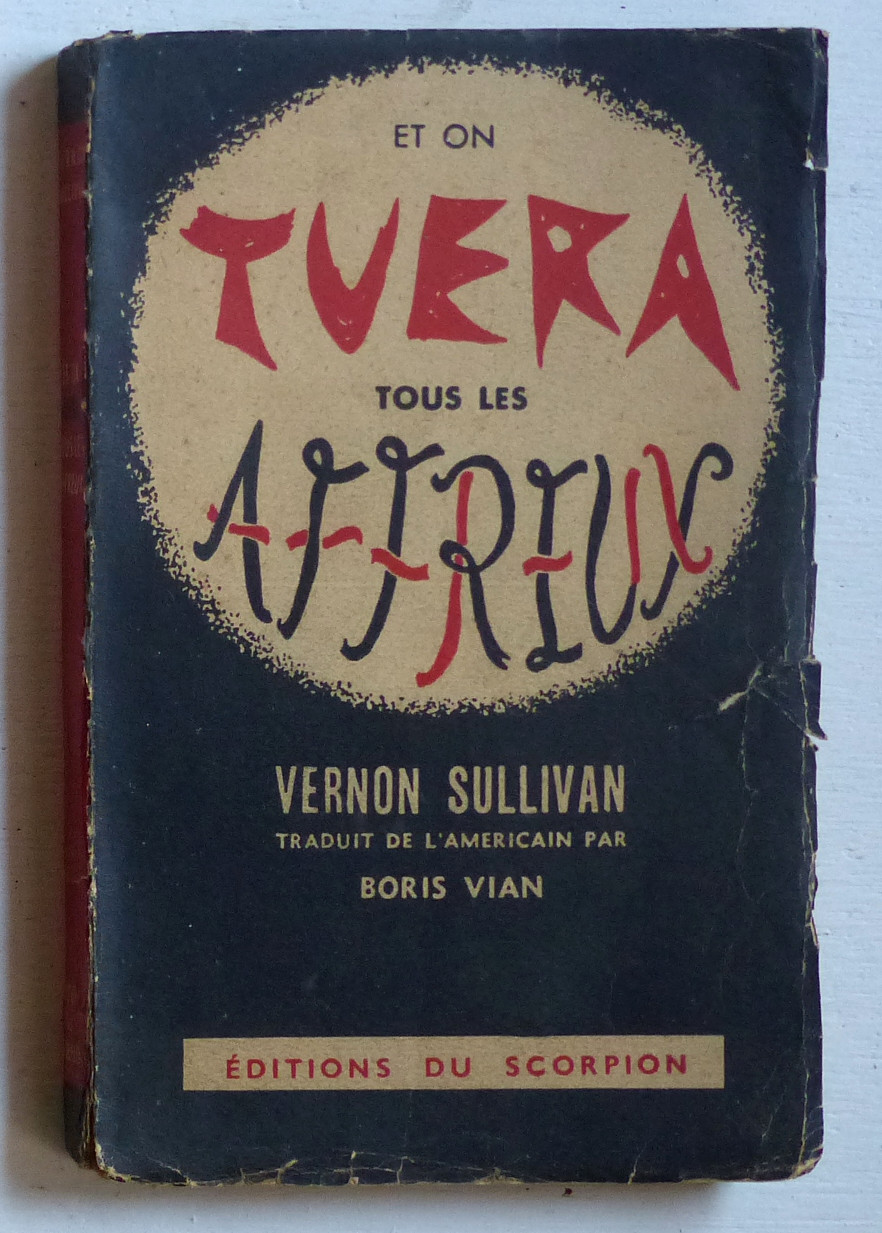 ET ON
TUERA
TOUS LES
AFFREUX
VERNON SULLIVAN
TRADUIT DE L'AMERICAIN PAR
BORIS VIAN
ÉDITIONS DU SCORPION